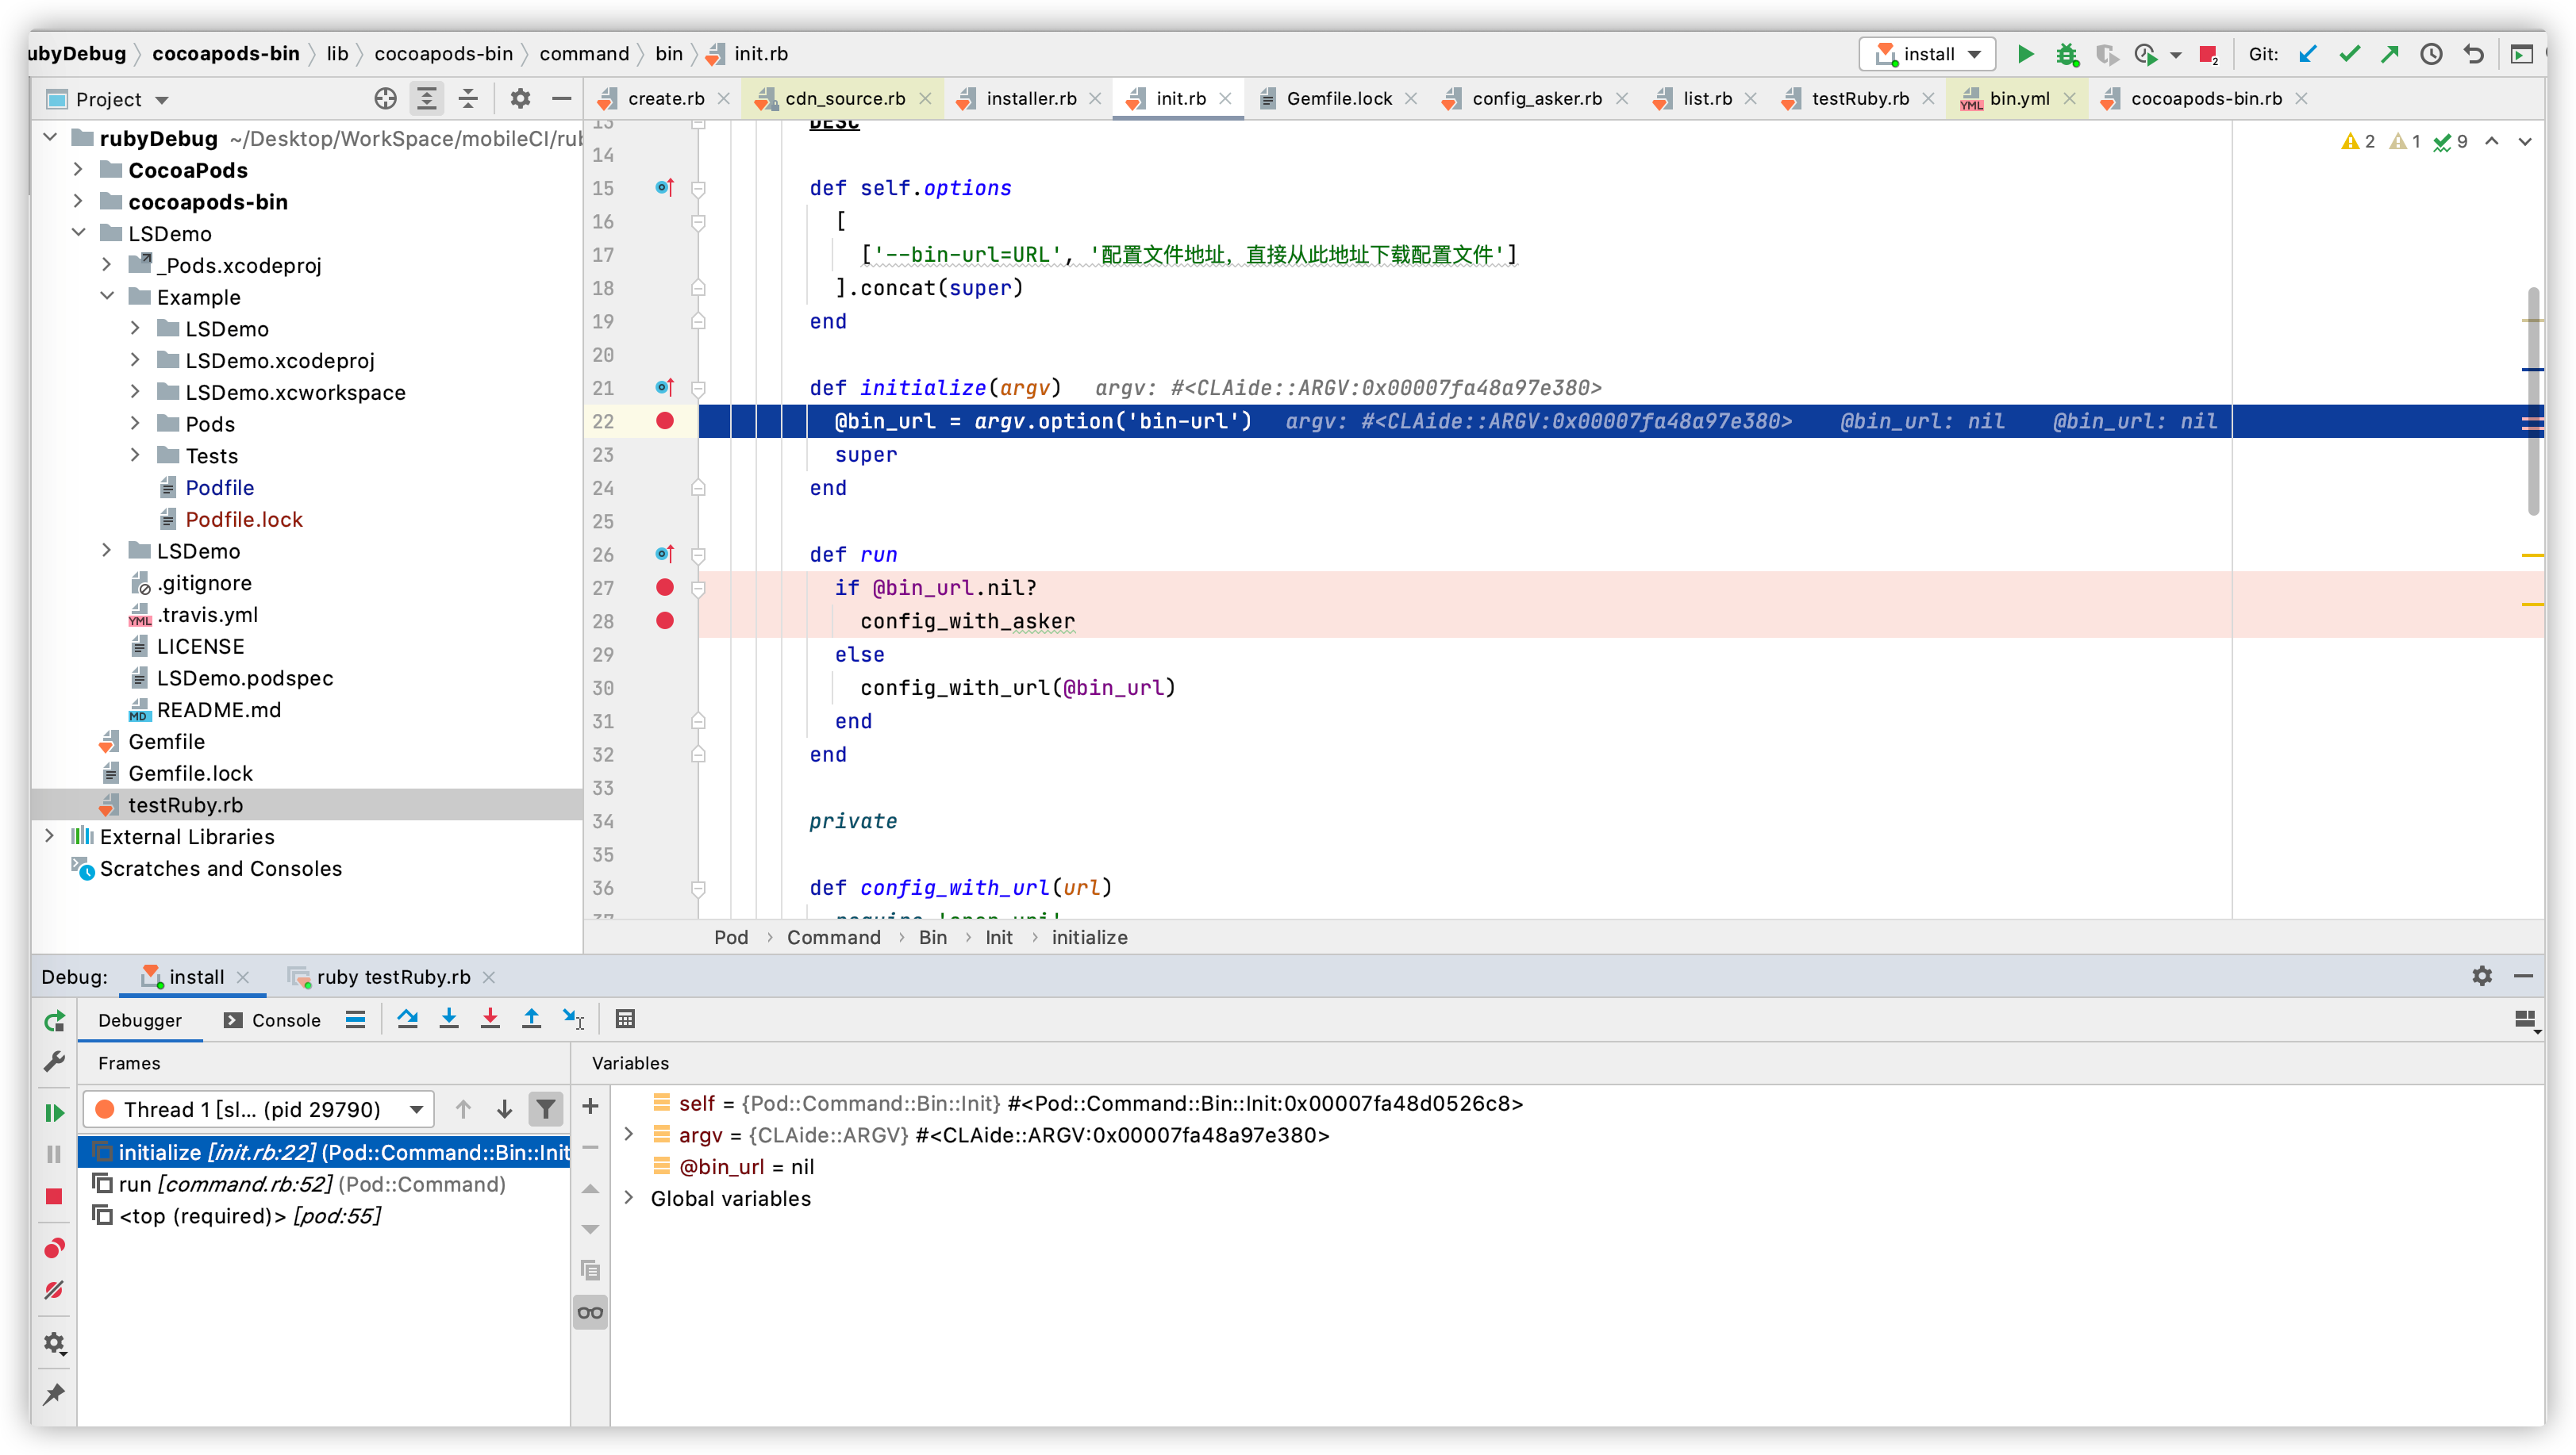 ubyDebug cocoapods-bin lib cocoapods-bin command bin init.rb
install
2
Git:
Project
create.rb cdn_source.rb installer.rb init.rb Gemfile.lock config_asker.rb list.rb testRuby.rb bin.yml cocoapods-bin.rb
rubyDebug ~/Desktop/WorkSpace/mobileCI/rul
CocoaPods
cocoapods-bin
LSDemo
_Pods.xcodeproj
Example
LSDemo
LSDemo.xcodeproj
LSDemo.xcworkspace
Pods
Tests
Podfile
Podfile.lock
LSDemo
.gitignore
.travis.yml
LICENSE
LSDemo.podspec
README.md
Gemfile
Gemfile.lock
testRuby.rb
External Libraries
Scratches and Consoles
2 1 9
13 DESC
14
15 def self.options
16 [
17 ['--bin-url=URL', '配置文件地址，直接从此地址下载配置文件']
18 ].concat(super)
19 end
20
21 def initialize(argv) argv: #<CLAide::ARGV:0x00007fa48a97e380>
22 @bin_url = argv.option('bin-url') argv: #<CLAide::ARGV:0x00007fa48a97e380> @bin_url: nil @bin_url: nil
23 super
24 end
25
26 def run
27 if @bin_url.nil?
28 config_with_asker
29 else
30 config_with_url(@bin_url)
31 end
32 end
33
34 private
35
36 def config_with_url(url)
37 require 'open-uri'
Pod Command Bin Init initialize
Debug: install ruby testRuby.rb
Debugger Console
Frames
Thread 1 [sl... (pid 29790)
initialize [init.rb:22] (Pod::Command::Bin::Init
run [command.rb:52] (Pod::Command)
<top (required)> [pod:55]
Variables
self = {Pod::Command::Bin::Init} #<Pod::Command::Bin::Init:0x00007fa48d0526c8>
argv = {CLAide::ARGV} #<CLAide::ARGV:0x00007fa48a97e380>
@bin_url = nil
Global variables